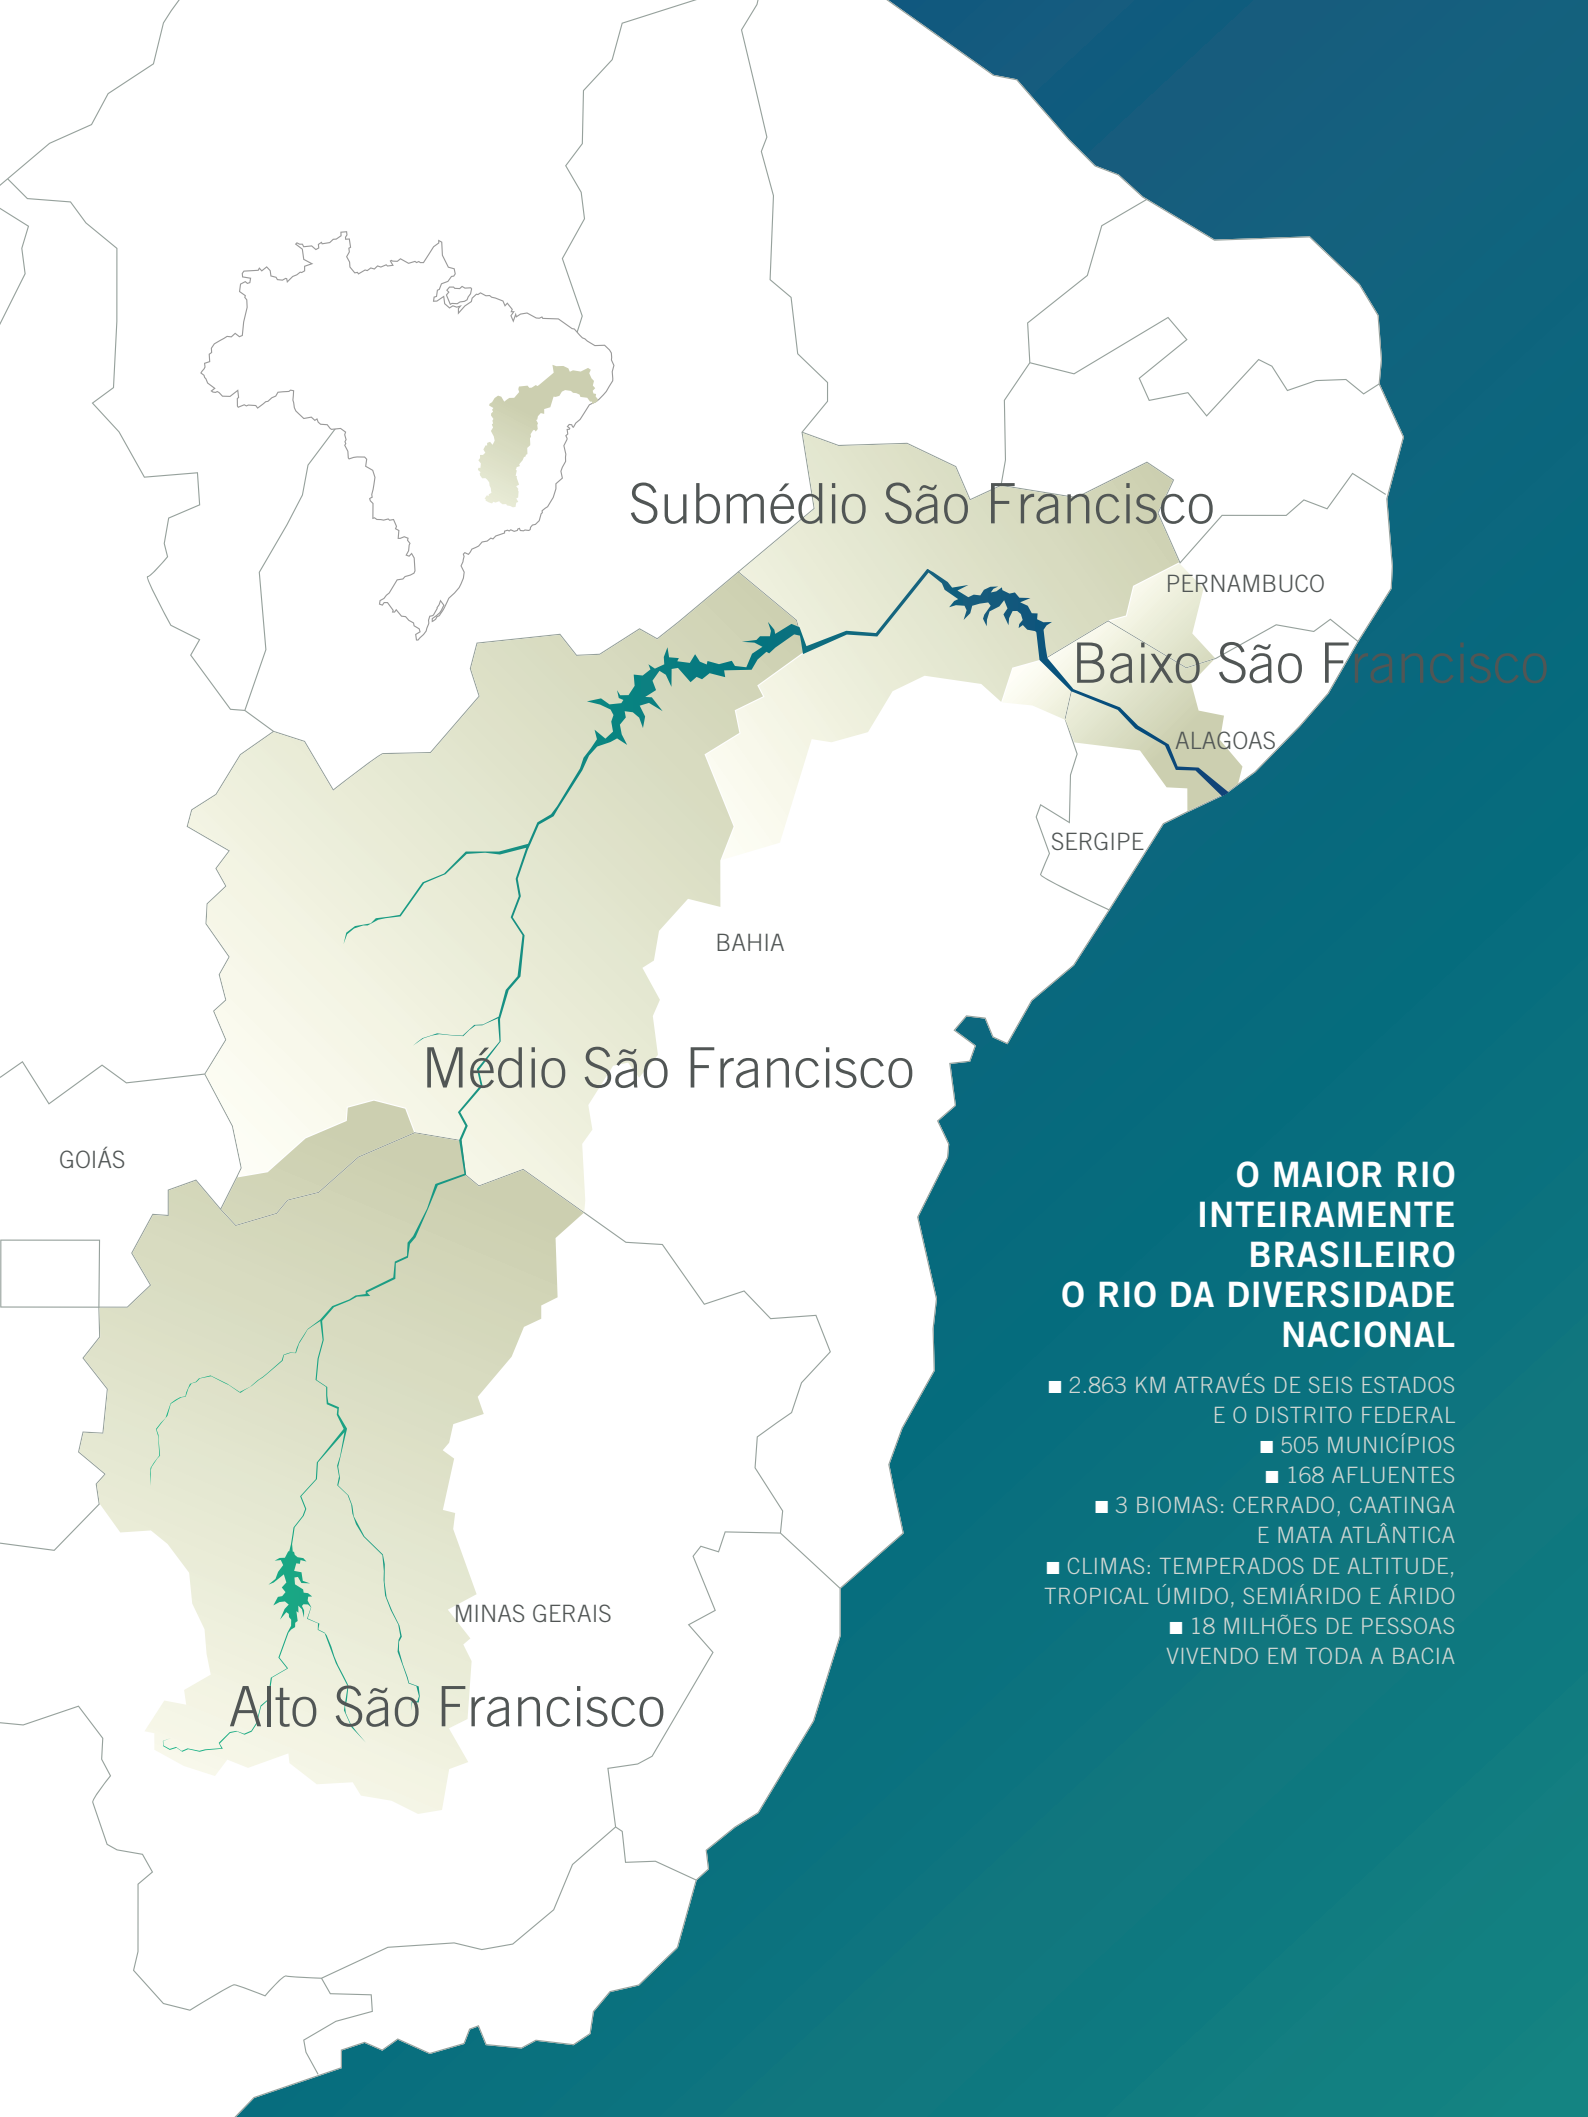 Submédio São Francisco
PERNAMBUCO
Baixo São Francisco
ALAGOAS
SERGIPE
BAHIA
Médio São Francisco
GOIÁS
MINAS GERAIS
Alto São Francisco
O MAIOR RIO
INTEIRAMENTE
BRASILEIRO
O RIO DA DIVERSIDADE
NACIONAL
■ 2.863 KM ATRAVÉS DE SEIS ESTADOS
E O DISTRITO FEDERAL
■ 505 MUNICÍPIOS
■ 168 AFLUENTES
■ 3 BIOMAS: CERRADO, CAATINGA
E MATA ATLÂNTICA
■ CLIMAS: TEMPERADOS DE ALTITUDE,
TROPICAL ÚMIDO, SEMIÁRIDO E ÁRIDO
■ 18 MILHÕES DE PESSOAS
VIVENDO EM TODA A BACIA